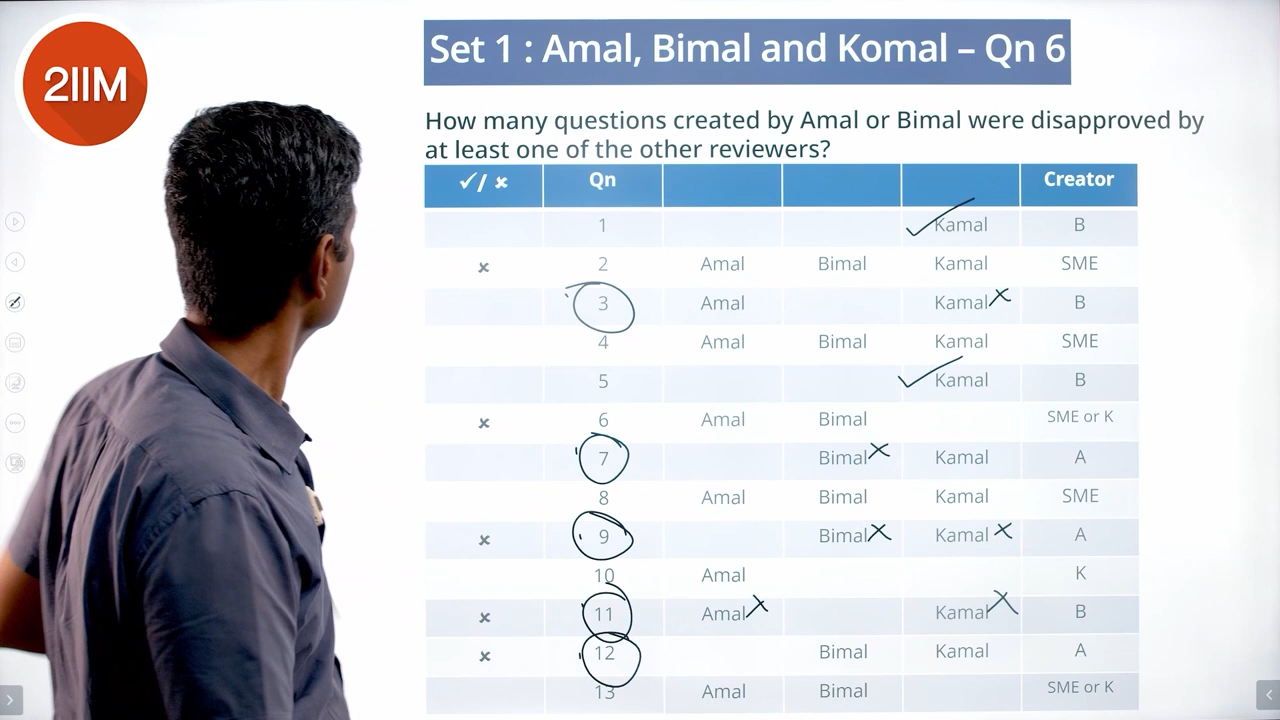 2IIM
Set 1 : Amal, Bimal and Komal – Qn 6
How many questions created by Amal or Bimal were disapproved by
at least one of the other reviewers?
✓/ × Qn Creator
1 ✓ Kamal B
× 2 Amal Bimal Kamal SME
3 Amal Kamal × B
4 Amal Bimal Kamal SME
5 ✓ Kamal B
× 6 Amal Bimal SME or K
7 Bimal × Kamal A
8 Amal Bimal Kamal SME
× 9 Bimal × Kamal × A
10 Amal K
× 11 Amal × Kamal × B
× 12 Bimal Kamal A
13 Amal Bimal SME or K